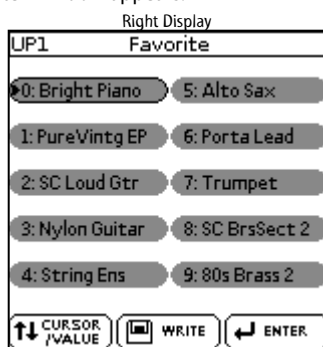 Right Display
UP1 Favorite
0: Bright Piano 5: Alto Sax
1: PureVintg EP 6: Porta Lead
2: SC Loud Gtr 7: Trumpet
3: Nylon Guitar 8: SC BrsSect 2
4: String Ens 9: 80s Brass 2
CURSOR /VALUE WRITE ENTER